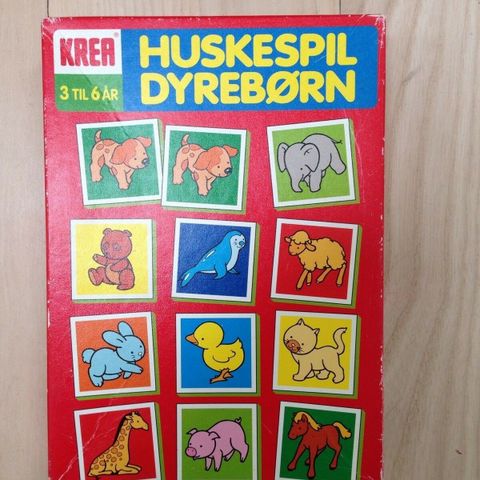 KREA
HUSKESPIL
DYREBØRN
3 TIL 6 ÅR